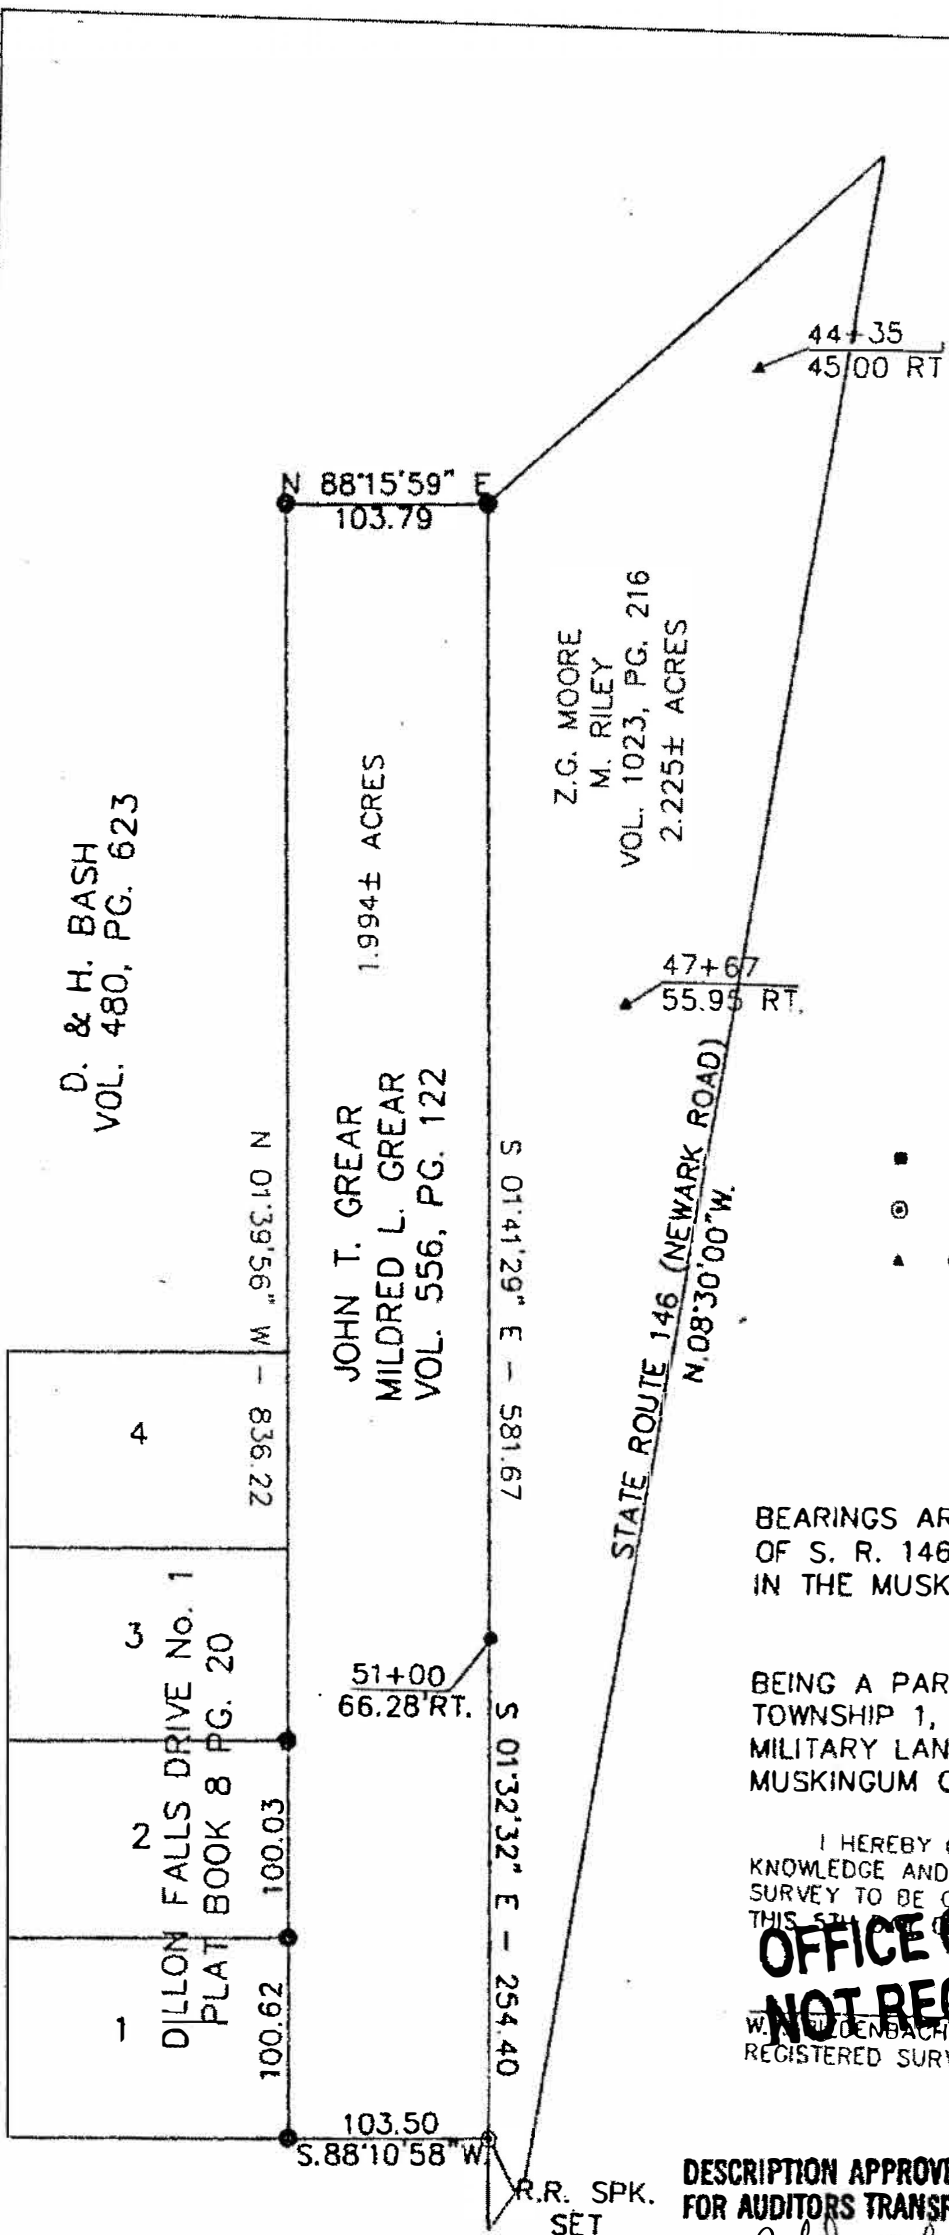 44+35
45.00 RT
N 88°15'59" E
103.79
Z.G. MOORE
M. RILEY
VOL. 1023, PG. 216
2.225± ACRES
1.994± ACRES
D. & H. BASH
VOL. 480, PG. 623
47+67
55.95 RT.
JOHN T. GREAR
MILDRED L. GREAR
VOL. 556, PG. 122
N 01°39'56" W - 836.22
S 01°41'29" E - 581.67
STATE ROUTE 146 (NEWARK ROAD)
N.08°30'00"W.
4
3
2
1
DILLON FALLS DRIVE No. 1
PLAT BOOK 8 PG. 20
51+00
66.28'RT.
100.03
100.62
S 01°32'32" E - 254.40
103.50
S.88°10'58"W
R.R. SPK.
SET
BEARINGS AR
OF S. R. 146
IN THE MUSK
BEING A PAR
TOWNSHIP 1,
MILITARY LAN
MUSKINGUM C
I HEREBY
KNOWLEDGE AND
SURVEY TO BE
THIS 5TH
OFFICE
NOT REC
REGISTERED SURV
DESCRIPTION APPROVE
FOR AUDITORS TRANSF